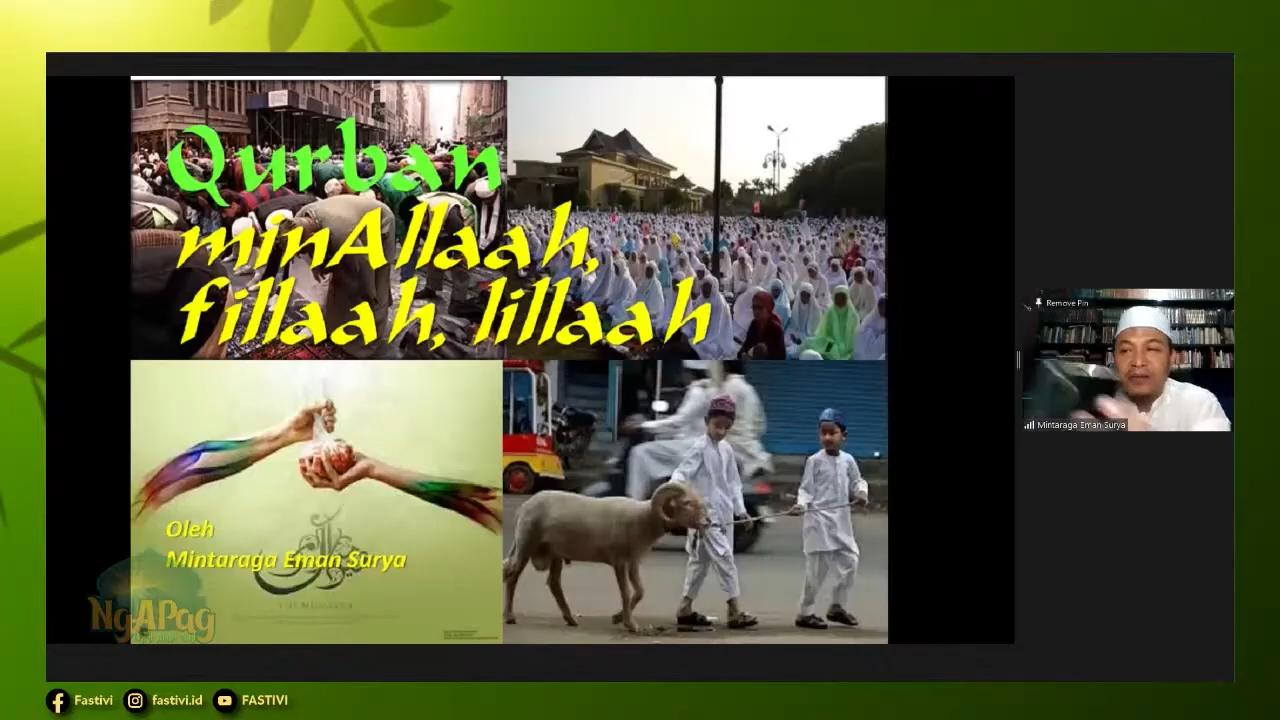 Qurban
minAllaah,
fillaah, lillaah
Oleh
Mintaraga Eman Surya
NgAPag
Remove Pin
Mintaraga Eman Surya
Fastivi
fastivi.id
FASTIVI